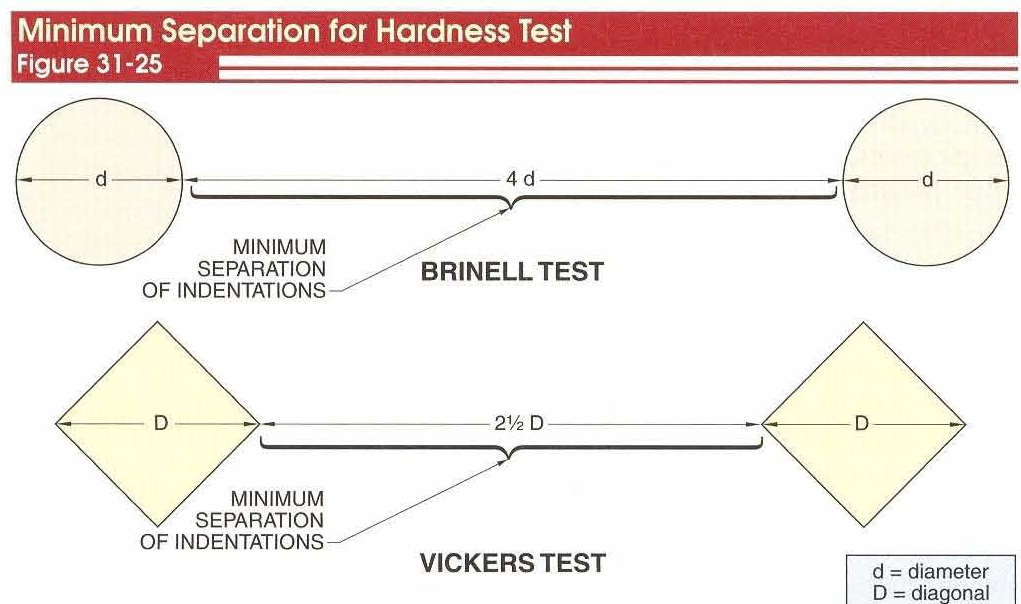 Minimum Separation for Hardness Test
Figure 31-25
d
4 d
d
MINIMUM
SEPARATION
OF INDENTATIONS
BRINELL TEST
D
2½ D
D
MINIMUM
SEPARATION
OF INDENTATIONS
VICKERS TEST
d = diameter
D = diagonal